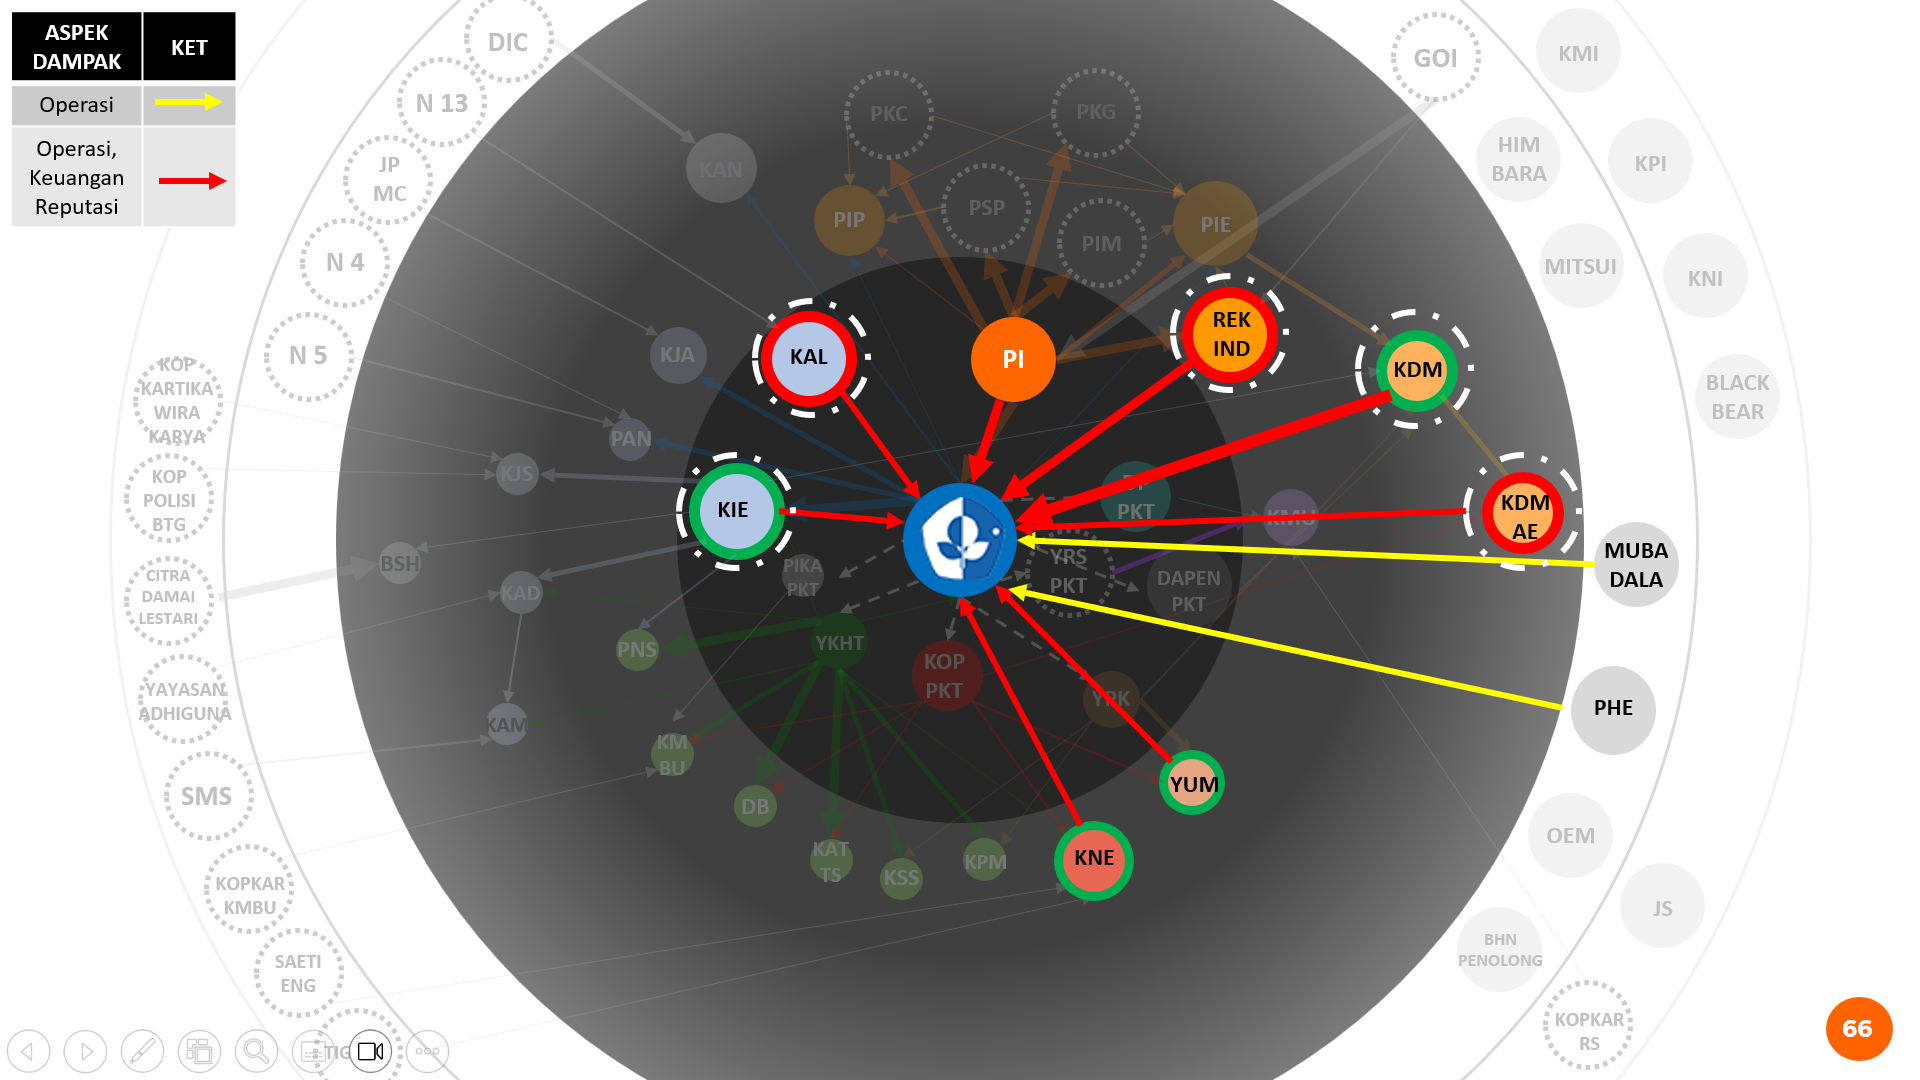 ASPEK
DAMPAK
KET
Operasi
Operasi,
Keuangan
Reputasi
DIC
N 13
JP
MC
N 4
N 5
KOP
KARTIKA
WIRA
KARYA
KOP
POLISI
BTG
CITRA
DAMAI
LESTARI
YAYASAN
ADHIGUNA
SMS
KOPKAR
KMBU
SAETI
ENG
KAN
PKC
PKG
PIP
PSP
PIM
PIE
KJA
KAL
PI
REK
IND
KDM
PAN
KJS
KIE
PKT
KMU
KDM
AE
BSH
KAD
PIKA
PKT
YRS
PKT
DAPEN
PKT
PNS
YKHT
KOP
PKT
YPK
KAM
KM
BU
DB
KAT
TS
KSS
KPM
KNE
YUM
GOI
KMI
HIM
BARA
KPI
MITSUI
KNI
BLACK
BEAR
MUBA
DALA
PHE
OEM
JS
BHN
PENOLONG
KOPKAR
RS
66